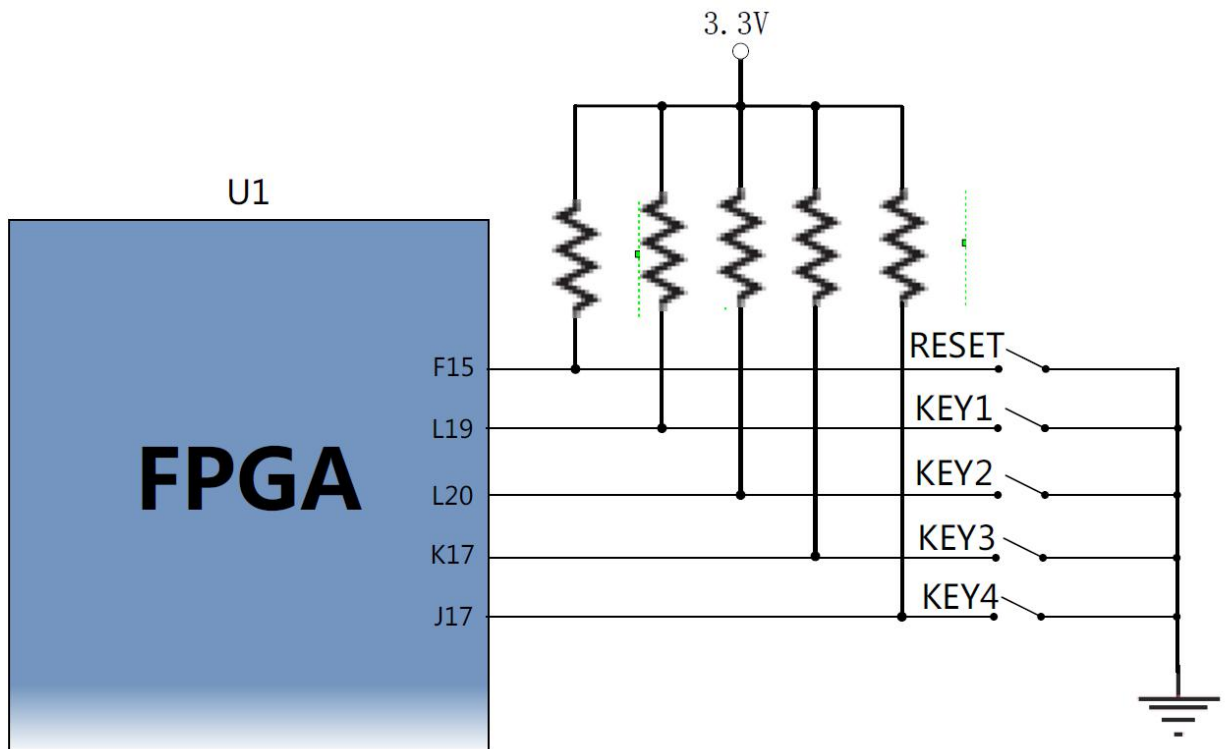 3.3V
U1
FPGA
F15
L19
L20
K17
J17
RESET
KEY1
KEY2
KEY3
KEY4